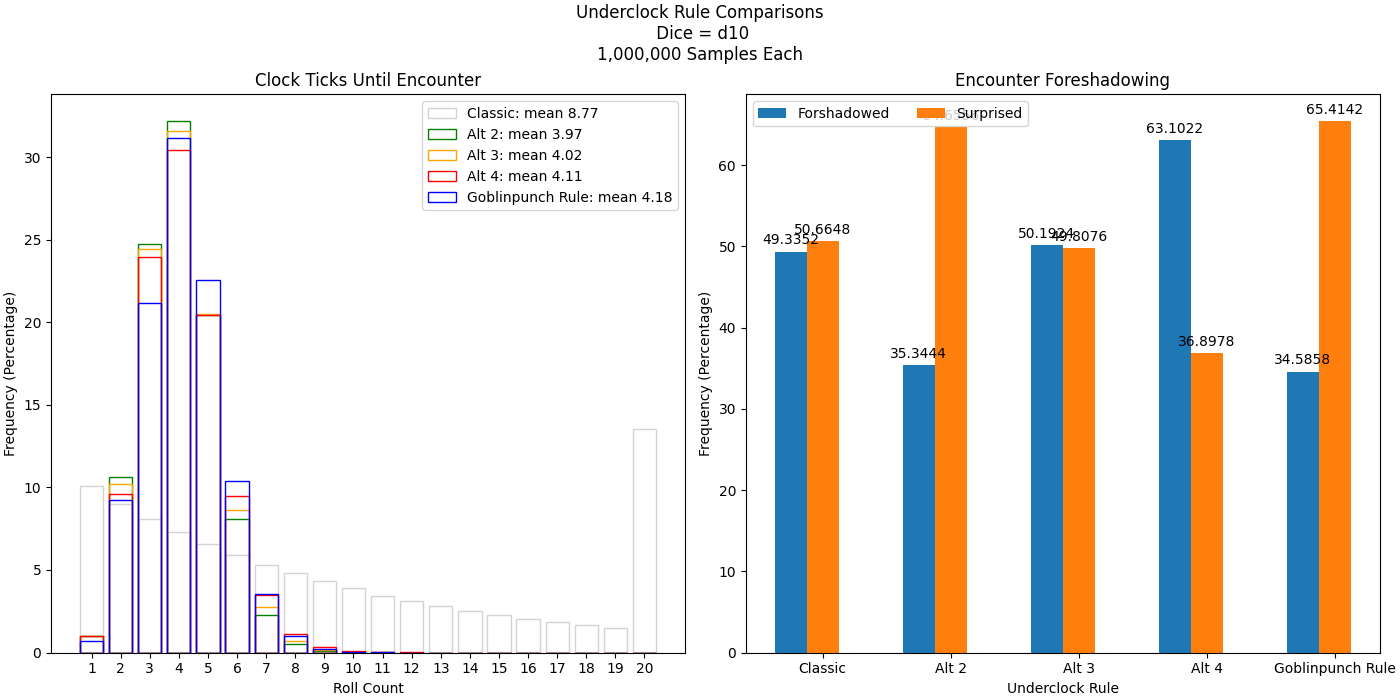 Underclock Rule Comparisons
Dice = d10
1,000,000 Samples Each
Clock Ticks Until Encounter
Frequency (Percentage)
30
25
20
15
10
5
0
Classic: mean 8.77
Alt 2: mean 3.97
Alt 3: mean 4.02
Alt 4: mean 4.11
Goblinpunch Rule: mean 4.18
1 2 3 4 5 6 7 8 9 10 11 12 13 14 15 16 17 18 19 20
Roll Count
Encounter Foreshadowing
Frequency (Percentage)
60
50
40
30
20
10
0
Forshadowed Surprised
49.3352 50.6648
35.3444
50.1924 49.8076
63.1022 36.8978
34.5858 65.4142
Classic Alt 2 Alt 3 Alt 4 Goblinpunch Rule
Underclock Rule